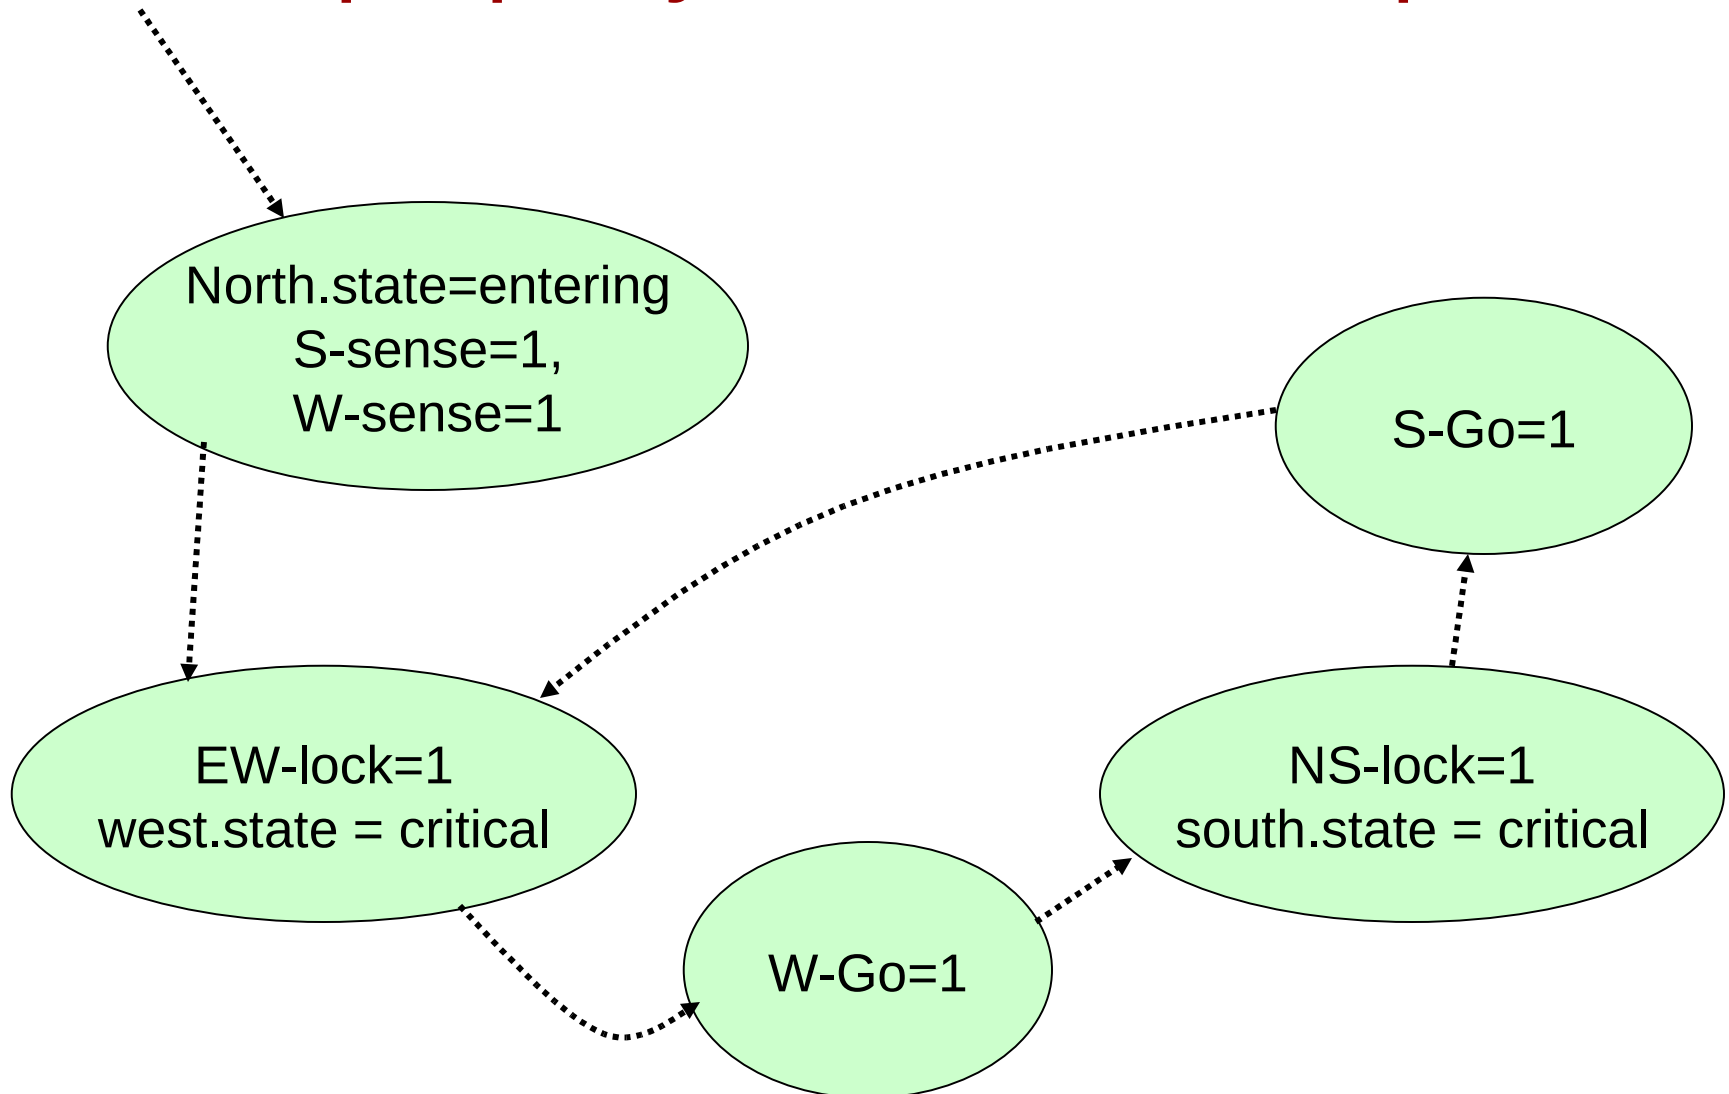 North.state=entering
S-sense=1,
W-sense=1
S-Go=1
EW-lock=1
west.state = critical
NS-lock=1
south.state = critical
W-Go=1